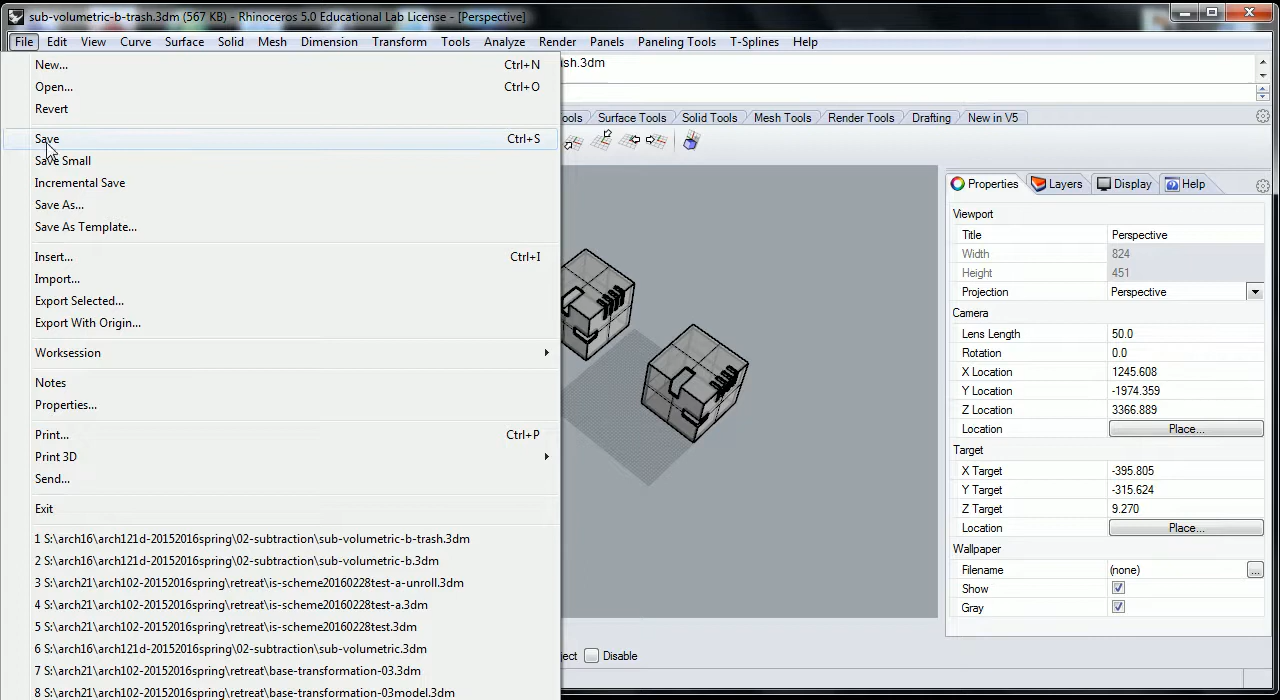 sub-volumetric-b-trash.3dm (567 KB) - Rhinoceros 5.0 Educational Lab License - [Perspective]
File Edit View Curve Surface Solid Mesh Dimension Transform Tools Analyze Render Panels Paneling Tools T-Splines Help
New... Ctrl+N
sh.3dm
Open... Ctrl+O
Revert
ools Surface Tools Solid Tools Mesh Tools Render Tools Drafting New in V5
Save Ctrl+S
Save Small
Incremental Save
Save As...
Save As Template...
Insert... Ctrl+I
Import...
Export Selected...
Export With Origin...
Worksession
Notes
Properties...
Print... Ctrl+P
Print 3D
Send...
Exit
1 S:\arch16\arch121d-20152016spring\02-subtraction\sub-volumetric-b-trash.3dm
2 S:\arch16\arch121d-20152016spring\02-subtraction\sub-volumetric-b.3dm
3 S:\arch21\arch102-20152016spring\retreat\is-scheme20160228test-a-unroll.3dm
4 S:\arch21\arch102-20152016spring\retreat\is-scheme20160228test-a.3dm
5 S:\arch21\arch102-20152016spring\retreat\is-scheme20160228test.3dm
6 S:\arch16\arch121d-20152016spring\02-subtraction\sub-volumetric.3dm
7 S:\arch21\arch102-20152016spring\retreat\base-transformation-03.3dm
8 S:\arch21\arch102-20152016spring\retreat\base-transformation-03model.3dm
ject Disable
Properties Layers Display Help
Viewport
Title Perspective
Width 824
Height 451
Projection Perspective
Camera
Lens Length 50.0
Rotation 0.0
X Location 1245.608
Y Location -1974.359
Z Location 3366.889
Location Place...
Target
X Target -395.805
Y Target -315.624
Z Target 9.270
Location Place...
Wallpaper
Filename (none) ...
Show
Gray